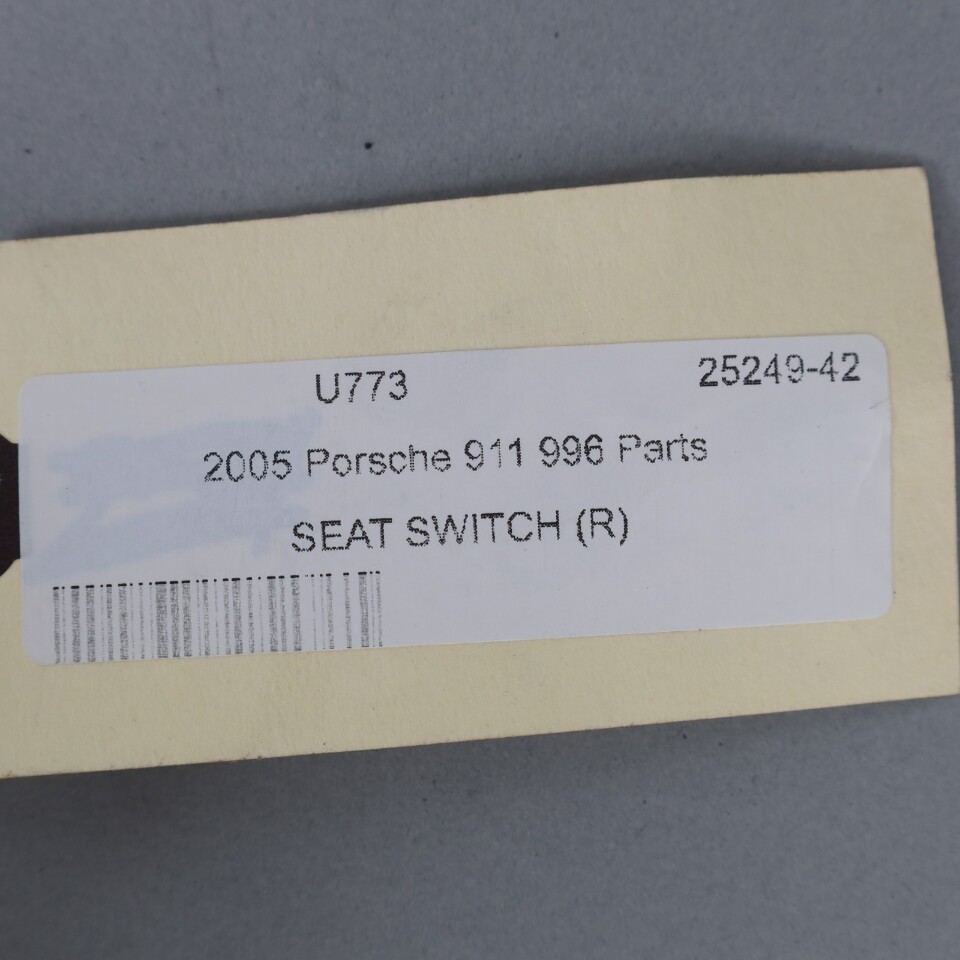 U773 25249-42
2005 Porsche 911 996 Parts
SEAT SWITCH (R)